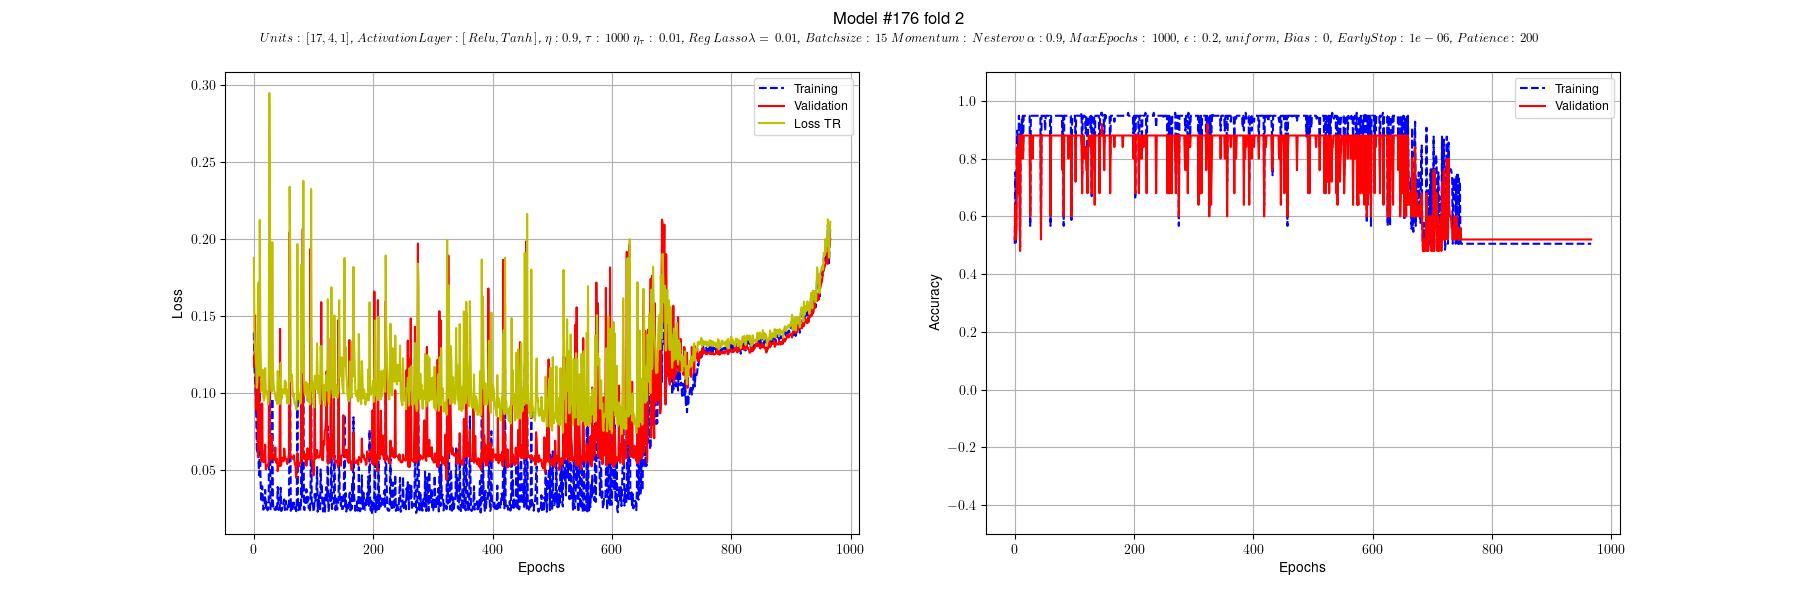 Model #176 fold 2
Units : [17, 4, 1], ActivationLayer : [ Relu, Tanh ], η : 0.9, τ : 1000 η_τ : 0.01, Reg Lassoλ = 0.01, Batchsize : 15 Momentum : Nesterov α : 0.9, MaxEpochs : 1000, ϵ : 0.2, uniform, Bias : 0, EarlyStop : 1e − 06, Patience : 200
0.30
0.25
0.20
0.15
0.10
0.05
Loss
Training
Validation
Loss TR
0 200 400 600 800 1000
Epochs
1.0
0.8
0.6
0.4
0.2
0.0
−0.2
−0.4
Accuracy
Training
Validation
0 200 400 600 800 1000
Epochs